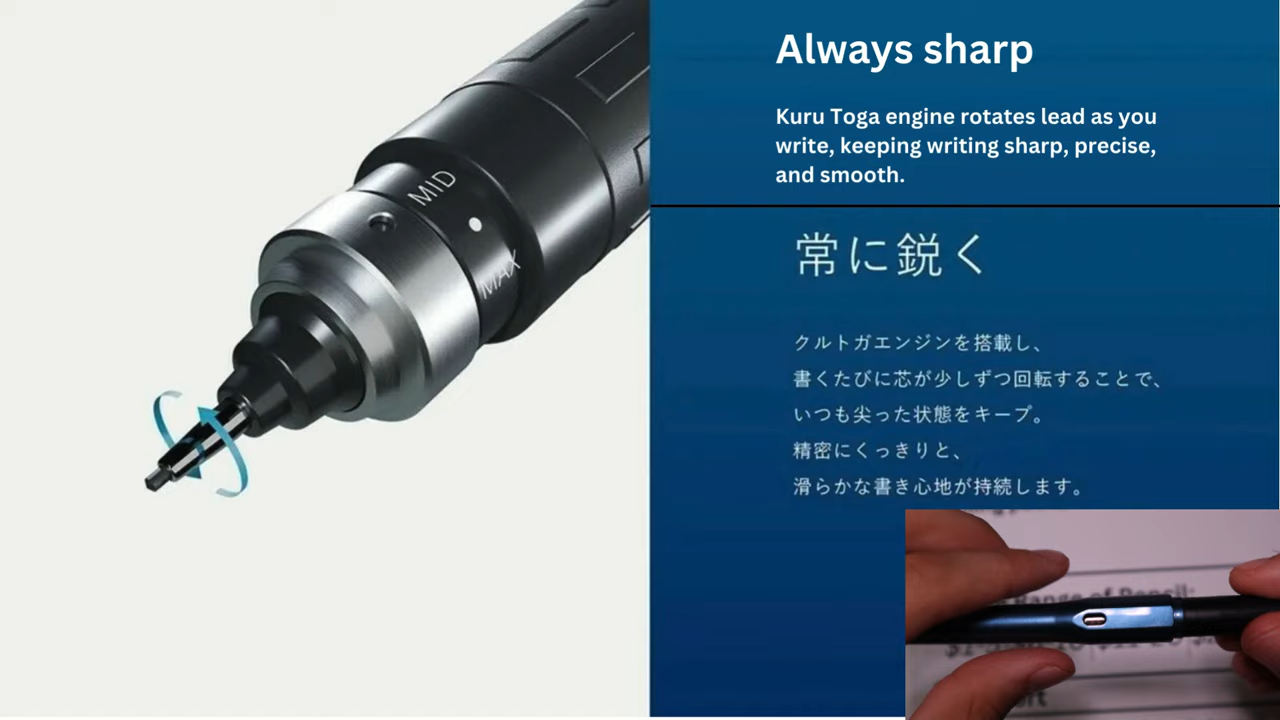 Always sharp
Kuru Toga engine rotates lead as you
write, keeping writing sharp, precise,
and smooth.
MID
MAX
常に鋭く
クルトガエンジンを搭載し、
書くたびに芯が少しずつ回転することで、
いつも尖った状態をキープ。
精密にくっきりと、
滑らかな書き心地が持続します。
Range of Pencil: